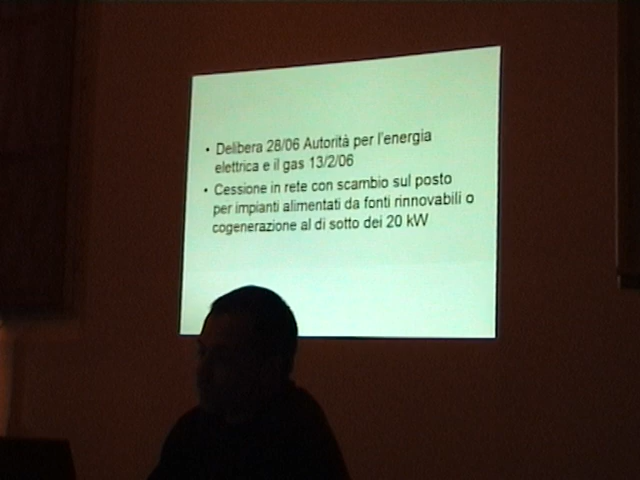 • Delibera 28/06 Autorità per l'energia
elettrica e il gas 13/2/06
• Cessione in rete con scambio sul posto
per impianti alimentati da fonti rinnovabili o
cogenerazione al di sotto dei 20 kW